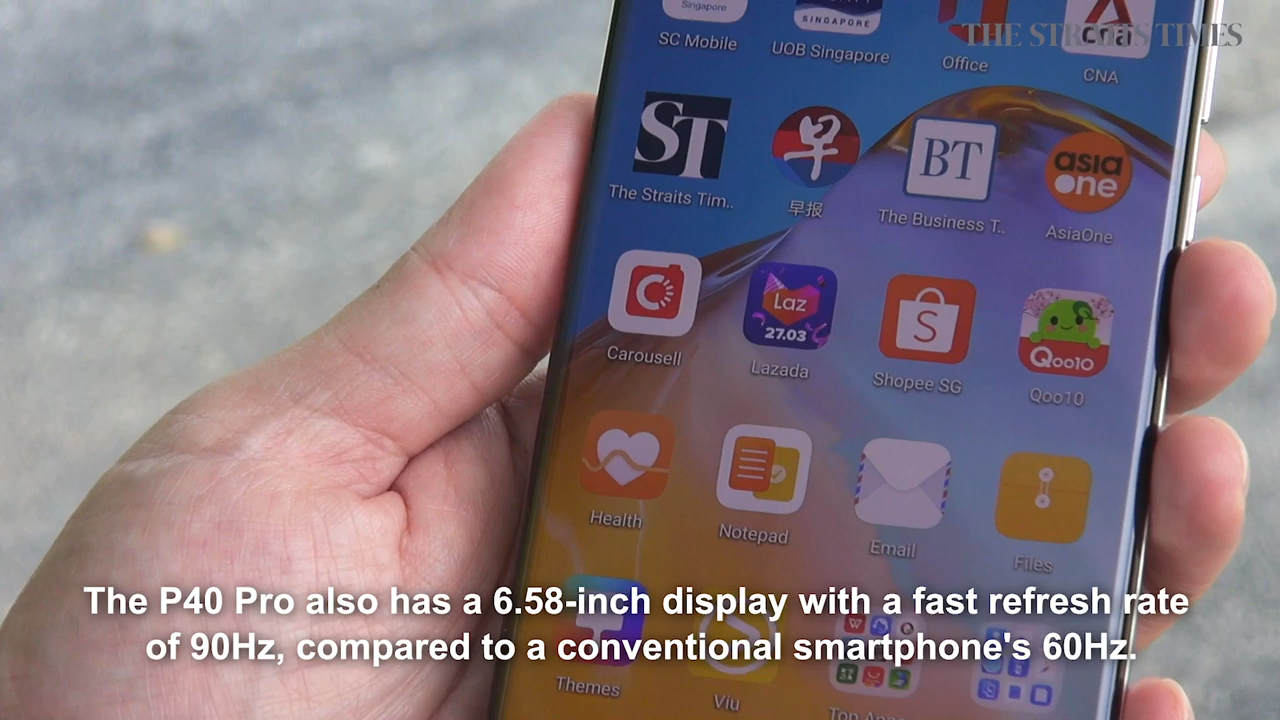 Singapore
SINGAPORE
THE STRAITS TIMES
cna
SC Mobile
UOB Singapore
Office
CNA
ST
早
BT
asia
one
The Straits Tim..
早报
The Business T..
AsiaOne
C
Laz
27.03
S
Qoo10
Carousell
Lazada
Shopee SG
Qoo10
Health
Notepad
Email
Files
The P40 Pro also has a 6.58-inch display with a fast refresh rate
of 90Hz, compared to a conventional smartphone's 60Hz.
Themes
Viu